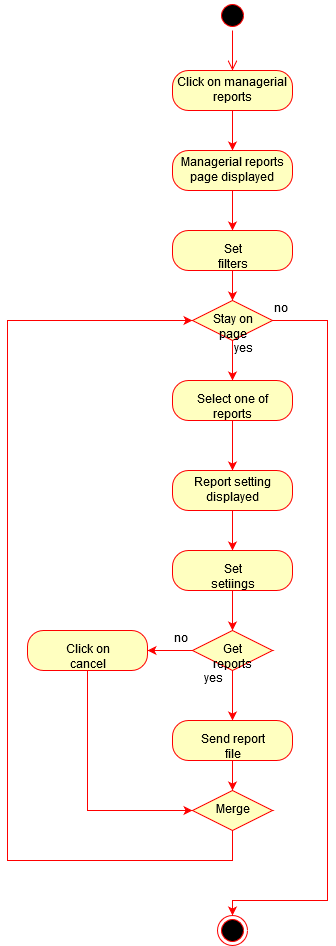 Click on managerial
reports
Managerial reports
page displayed
Set
filters
Stay on
page
no
yes
Select one of
reports
Report setting
displayed
Set
setiings
Get
reports
no
yes
Click on
cancel
Send report
file
Merge